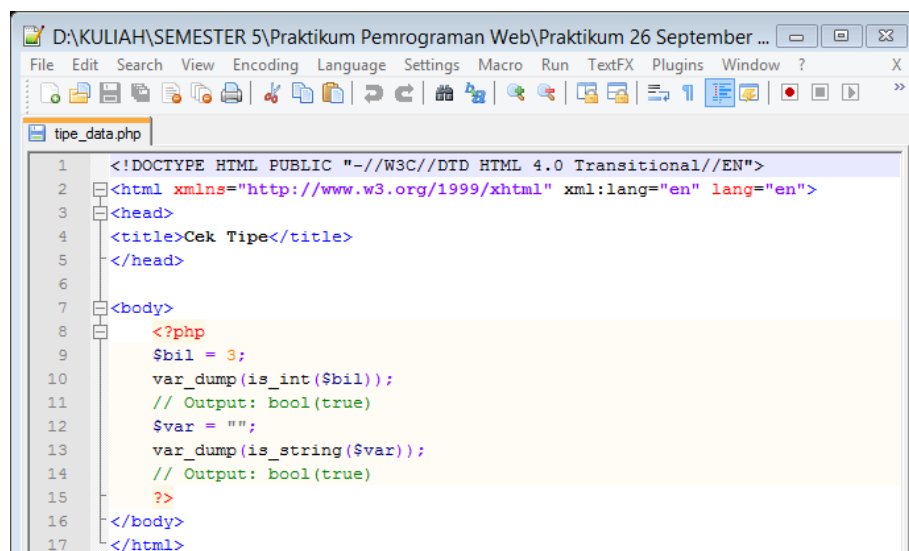 D:\KULIAH\SEMESTER 5\Praktikum Pemrograman Web\Praktikum 26 September ...
File Edit Search View Encoding Language Settings Macro Run TextFX Plugins Window ? X
tipe_data.php
1 <!DOCTYPE HTML PUBLIC "-//W3C//DTD HTML 4.0 Transitional//EN">
2 <html xmlns="http://www.w3.org/1999/xhtml" xml:lang="en" lang="en">
3 <head>
4 <title>Cek Tipe</title>
5 </head>
6
7 <body>
8 <?php
9 $bil = 3;
10 var_dump(is_int($bil));
11 // Output: bool(true)
12 $var = "";
13 var_dump(is_string($var));
14 // Output: bool(true)
15 ?>
16 </body>
17 </html>